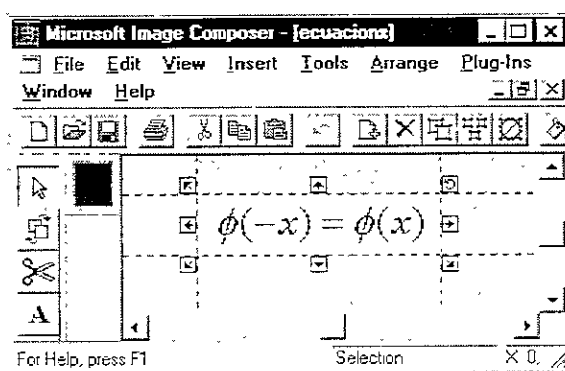 Microsoft Image Composer - [ecuacionx]
File Edit View Insert Tools Arrange Plug-Ins
Window Help
A
ϕ(−x) = ϕ(x)
For Help, press F1 Selection X 0,